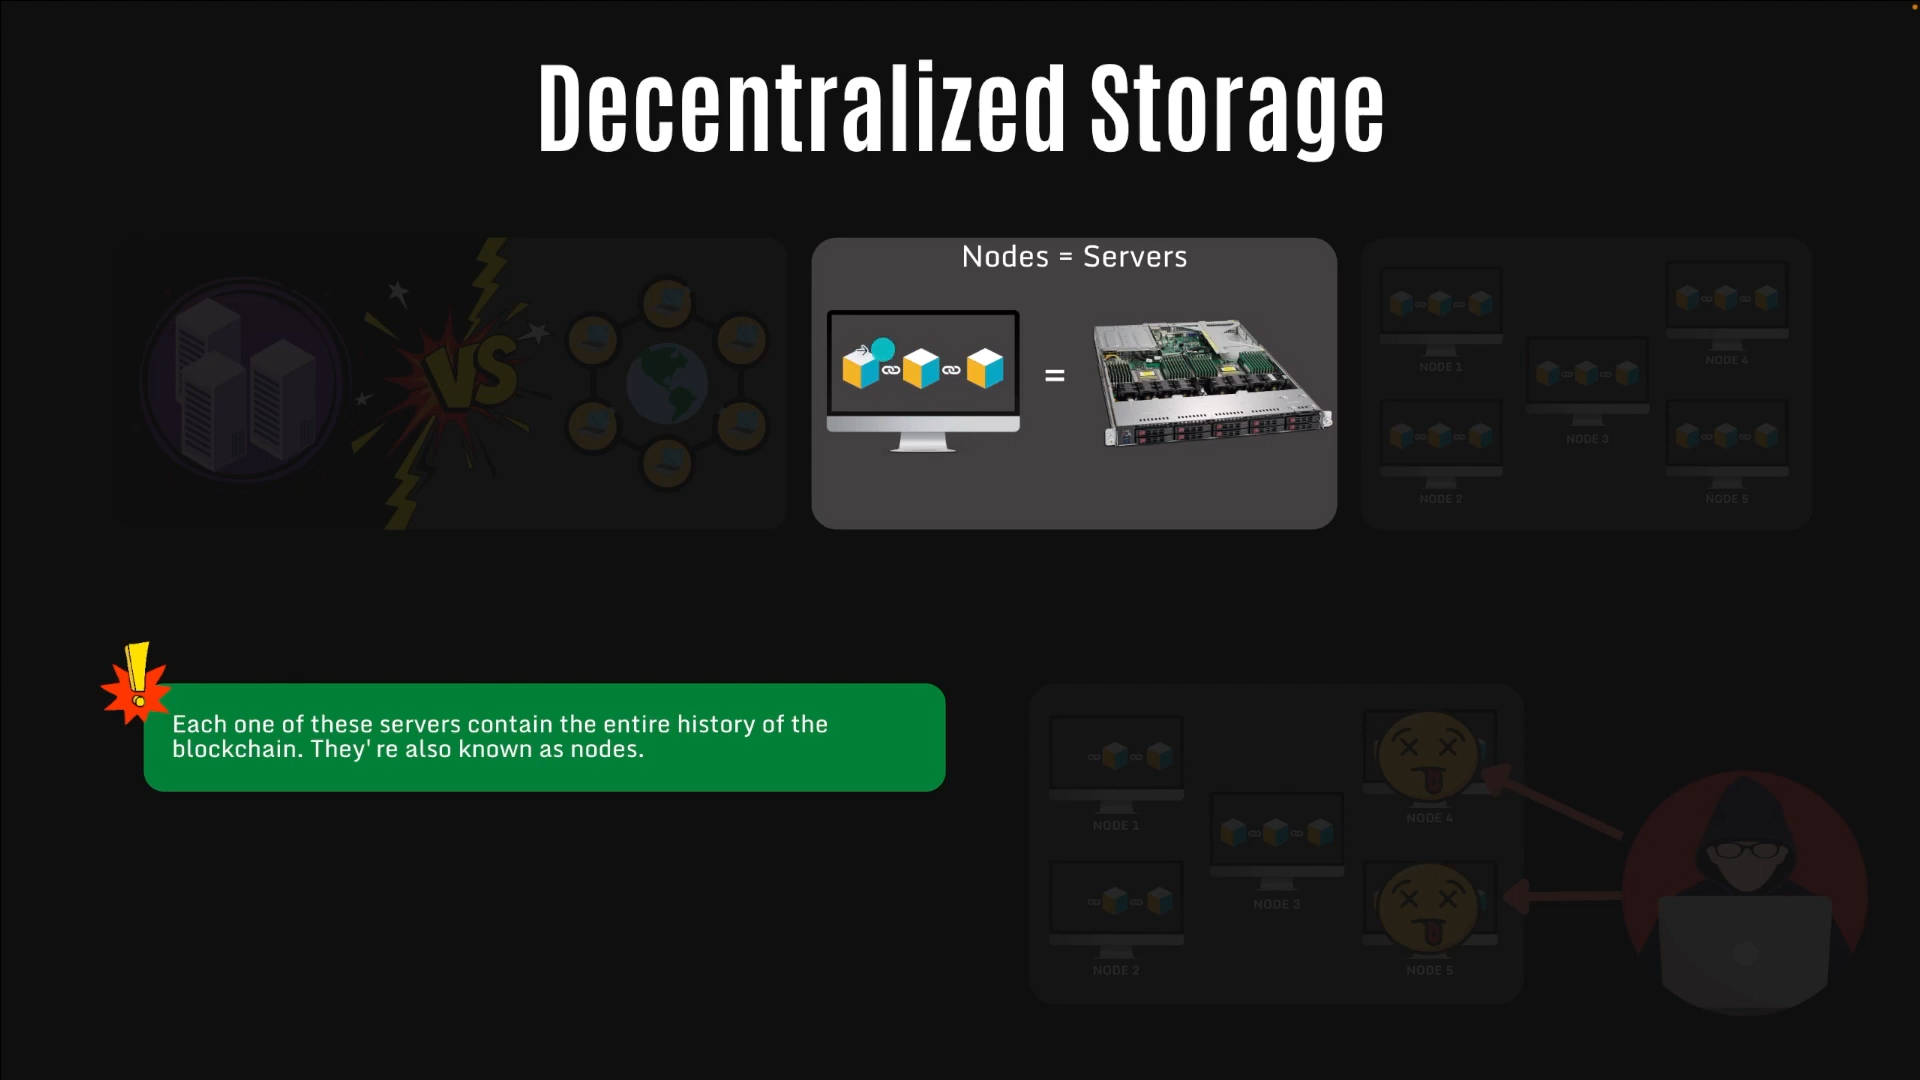 Decentralized Storage
VS
Nodes = Servers
=
NODE 1
NODE 2
NODE 3
NODE 4
NODE 5
Each one of these servers contain the entire history of the
blockchain. They're also known as nodes.
NODE 1
NODE 2
NODE 3
NODE 4
NODE 5